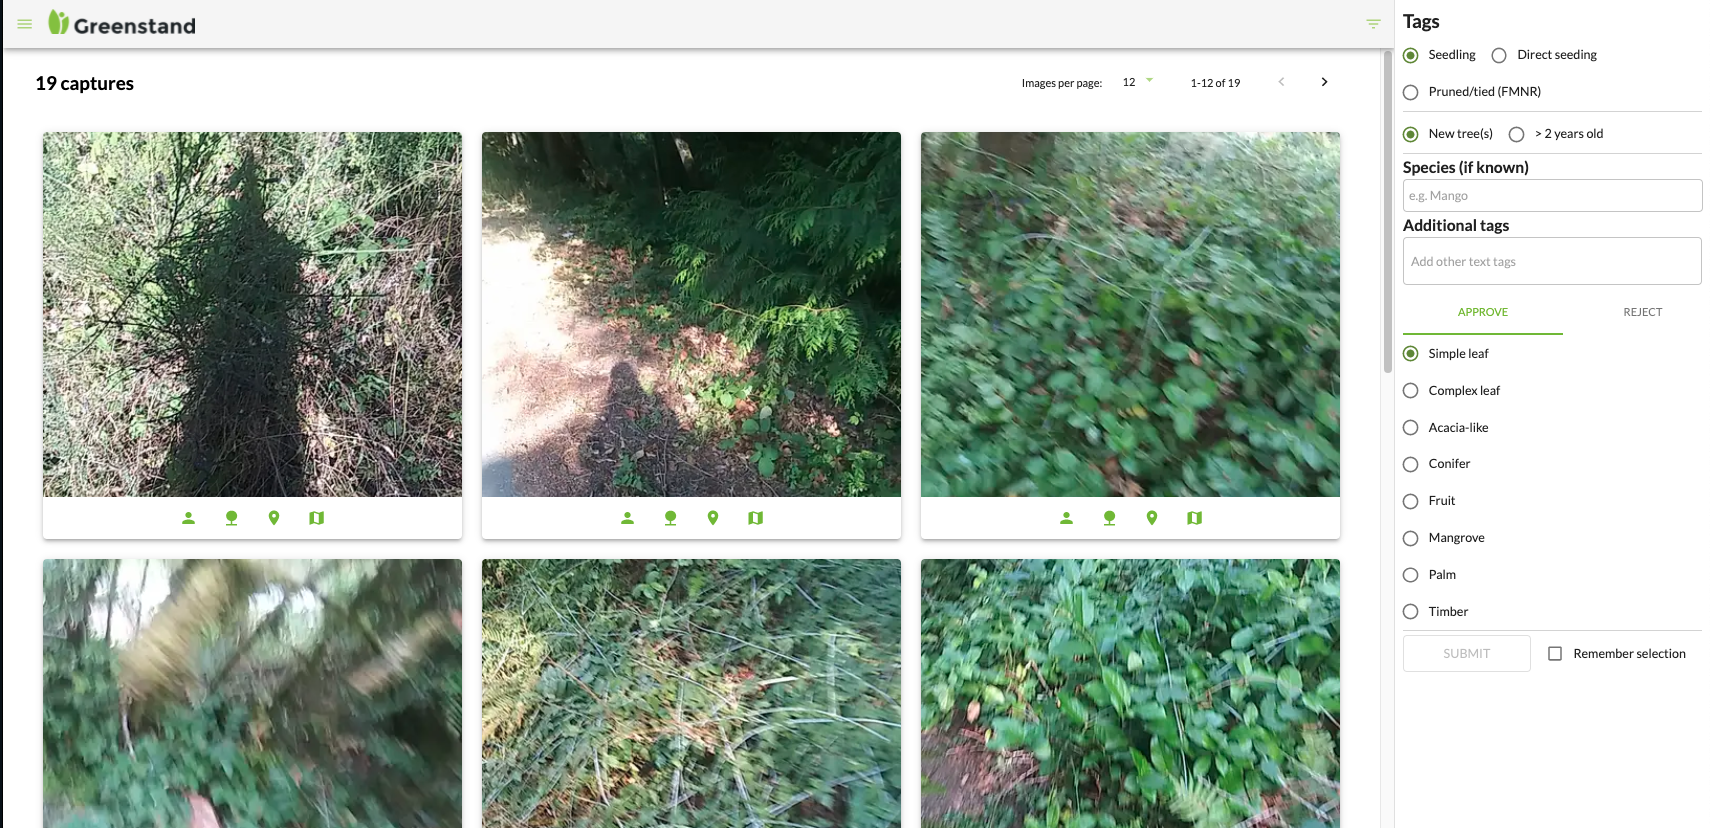 Greenstand
19 captures
Images per page: 12 1-12 of 19
Tags
Seedling Direct seeding
Pruned/tied (FMNR)
New tree(s) > 2 years old
Species (if known)
e.g. Mango
Additional tags
Add other text tags
APPROVE REJECT
Simple leaf
Complex leaf
Acacia-like
Conifer
Fruit
Mangrove
Palm
Timber
SUBMIT Remember selection